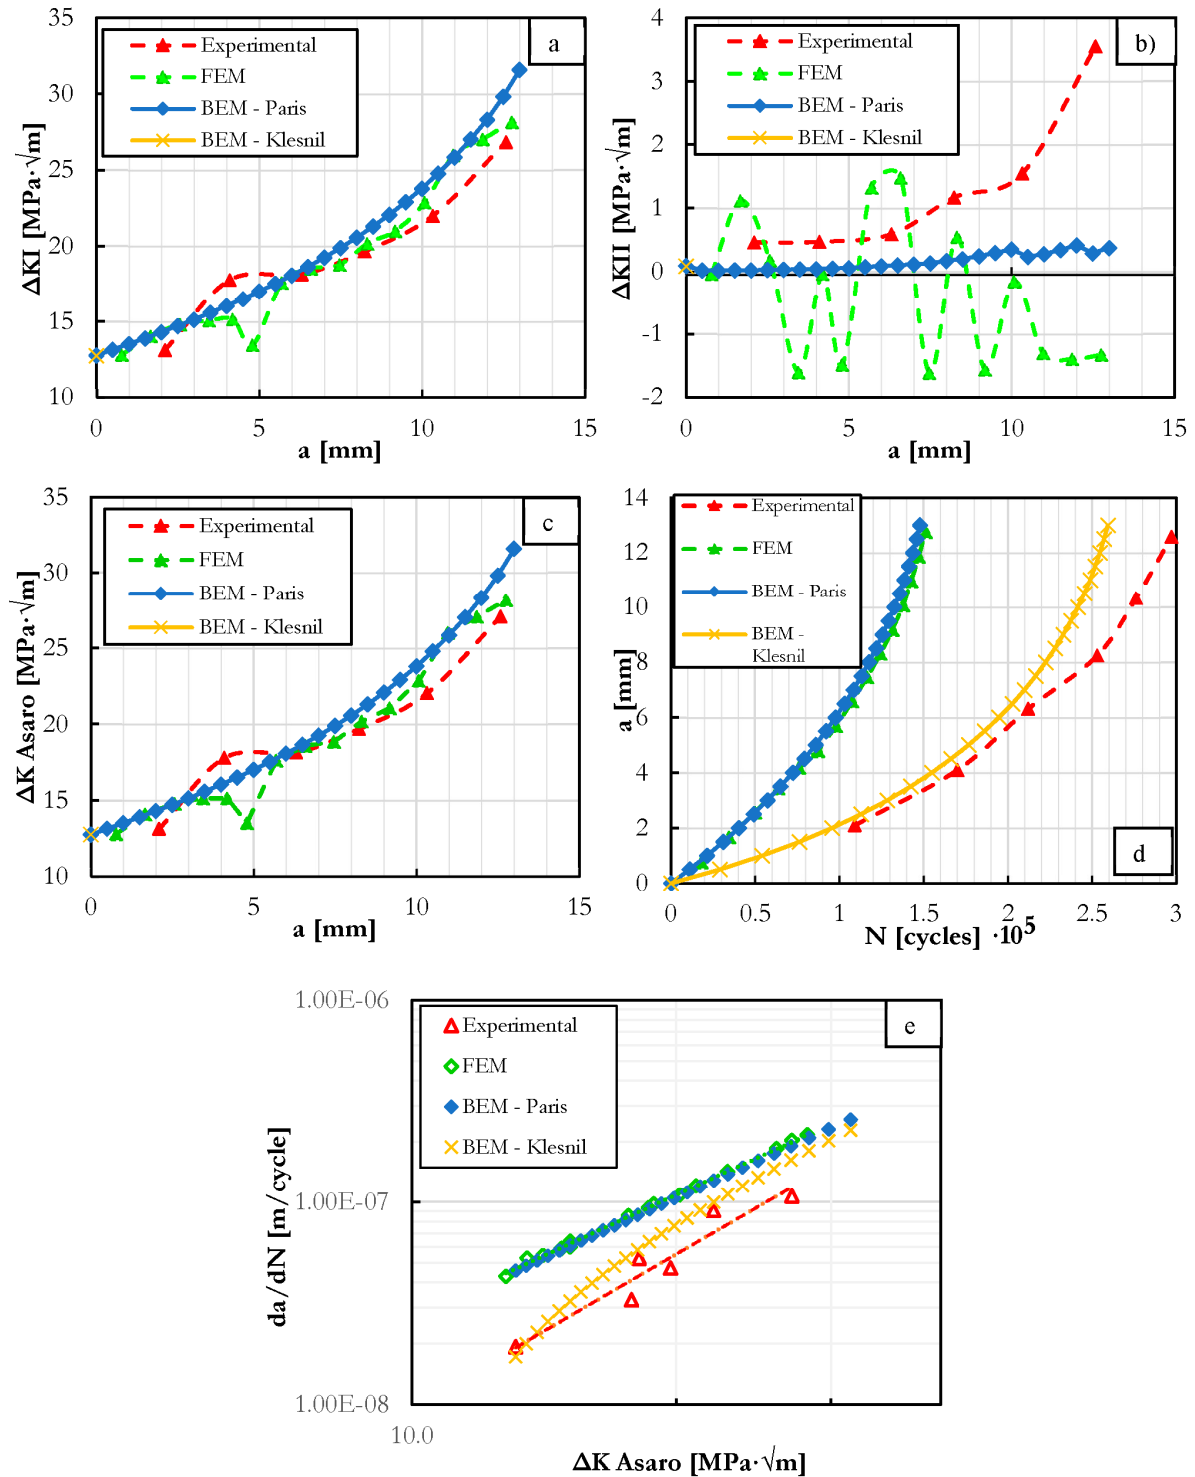 35
30
25
20
15
10
ΔKI [MPa·√m]
Experimental
FEM
BEM - Paris
BEM - Klesnil
a
0
5
10
15
a [mm]
4
3
2
1
0
-1
-2
ΔKII [MPa·√m]
Experimental
FEM
BEM - Paris
BEM - Klesnil
b)
0
5
10
15
a [mm]
35
30
25
20
15
10
ΔK Asaro [MPa·√m]
Experimental
FEM
BEM - Paris
BEM - Klesnil
c
0
5
10
15
a [mm]
14
12
10
8
6
4
2
0
a [mm]
Experimental
FEM
BEM - Paris
BEM -
Klesnil
d
0
0.5
1
1.5
2
2.5
3
N [cycles] ·10⁵
1.00E-06
1.00E-07
1.00E-08
da/dN [m/cycle]
Experimental
FEM
BEM - Paris
BEM - Klesnil
e
10.0
ΔK Asaro [MPa·√m]